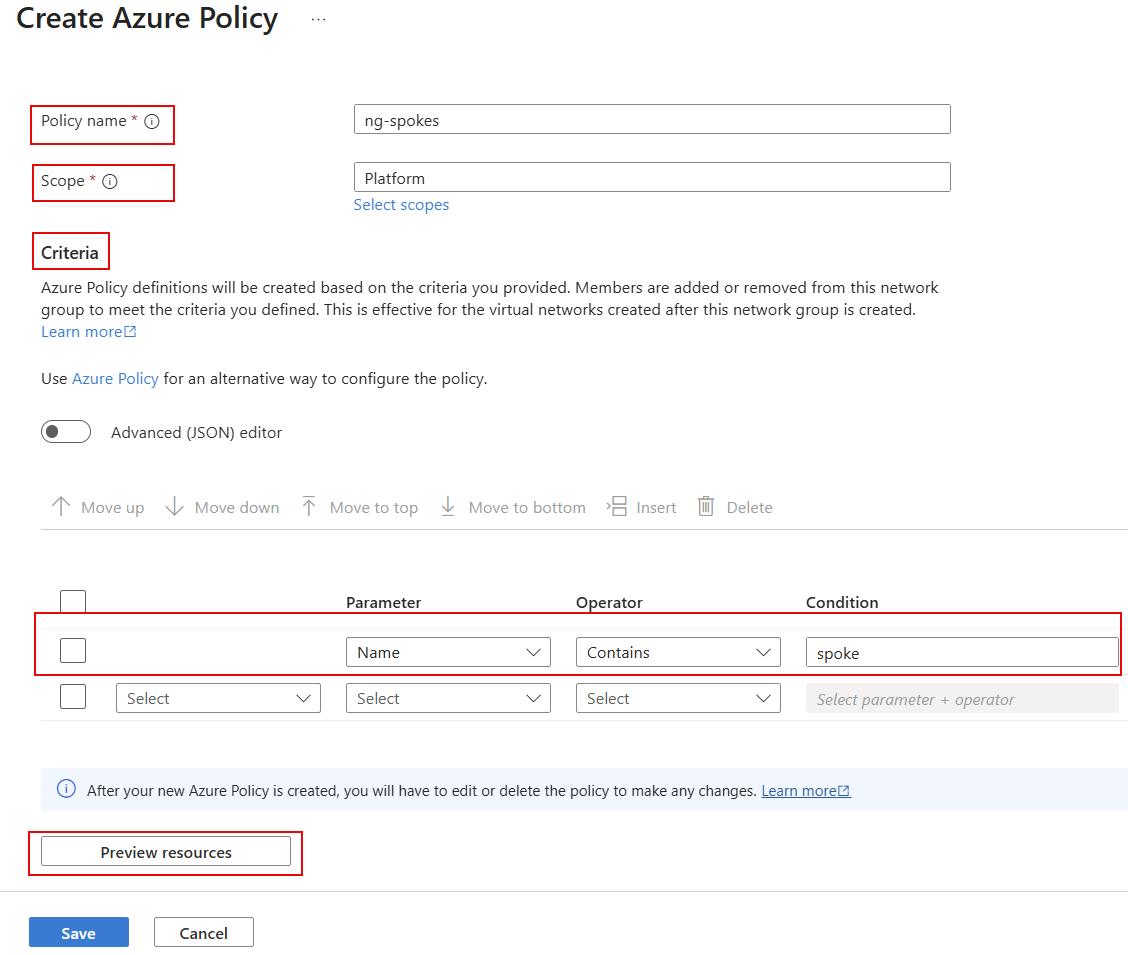 Create Azure Policy ...
Policy name *
ng-spokes
Scope *
Platform
Select scopes
Criteria
Azure Policy definitions will be created based on the criteria you provided. Members are added or removed from this network
group to meet the criteria you defined. This is effective for the virtual networks created after this network group is created.
Learn more
Use Azure Policy for an alternative way to configure the policy.
Advanced (JSON) editor
Move up Move down Move to top Move to bottom Insert Delete
Parameter Operator Condition
Name Contains spoke
Select Select Select Select parameter + operator
After your new Azure Policy is created, you will have to edit or delete the policy to make any changes. Learn more
Preview resources
Save Cancel